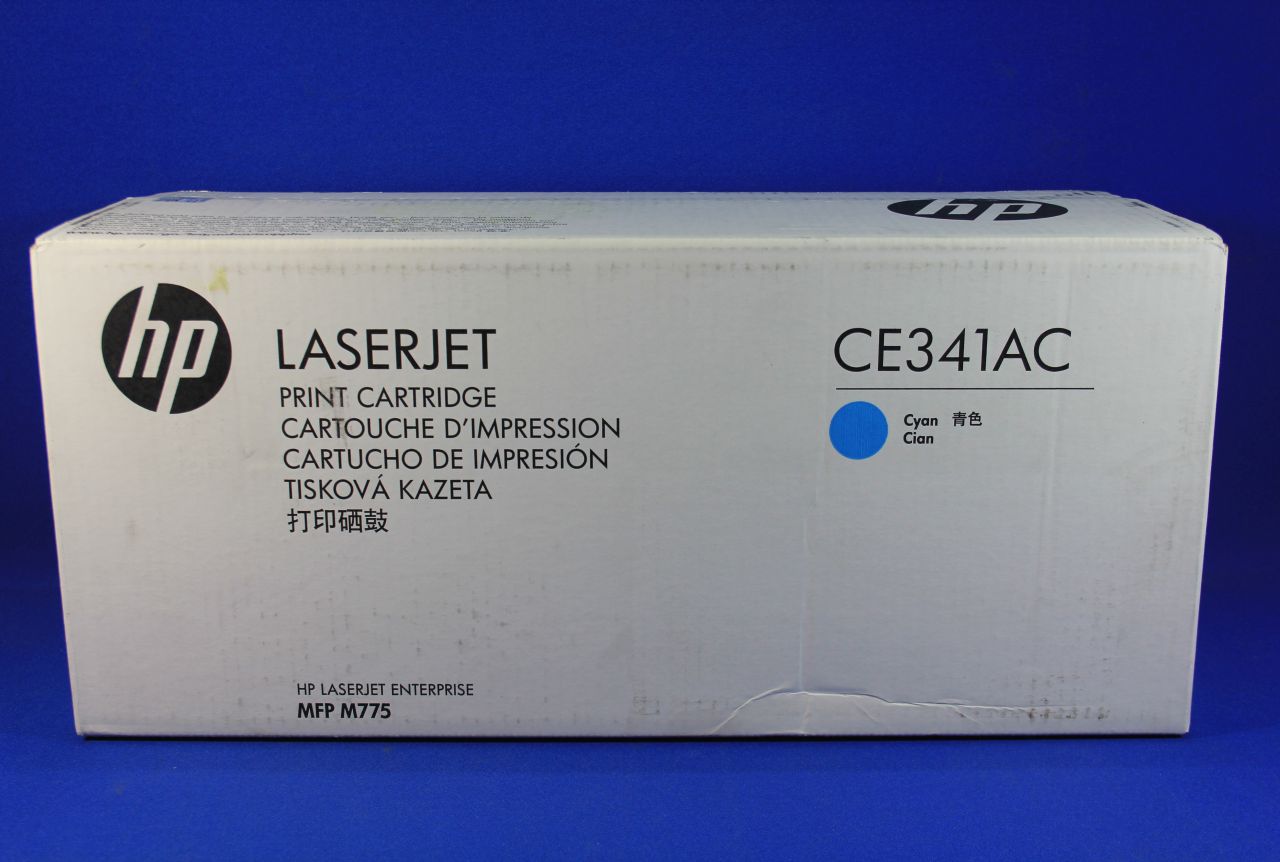 hp
hp
LASERJET
PRINT CARTRIDGE
CARTOUCHE D'IMPRESSION
CARTUCHO DE IMPRESIÓN
TISKOVÁ KAZETA
打印硒鼓
CE341AC
Cyan 青色
Cian
HP LASERJET ENTERPRISE
MFP M775